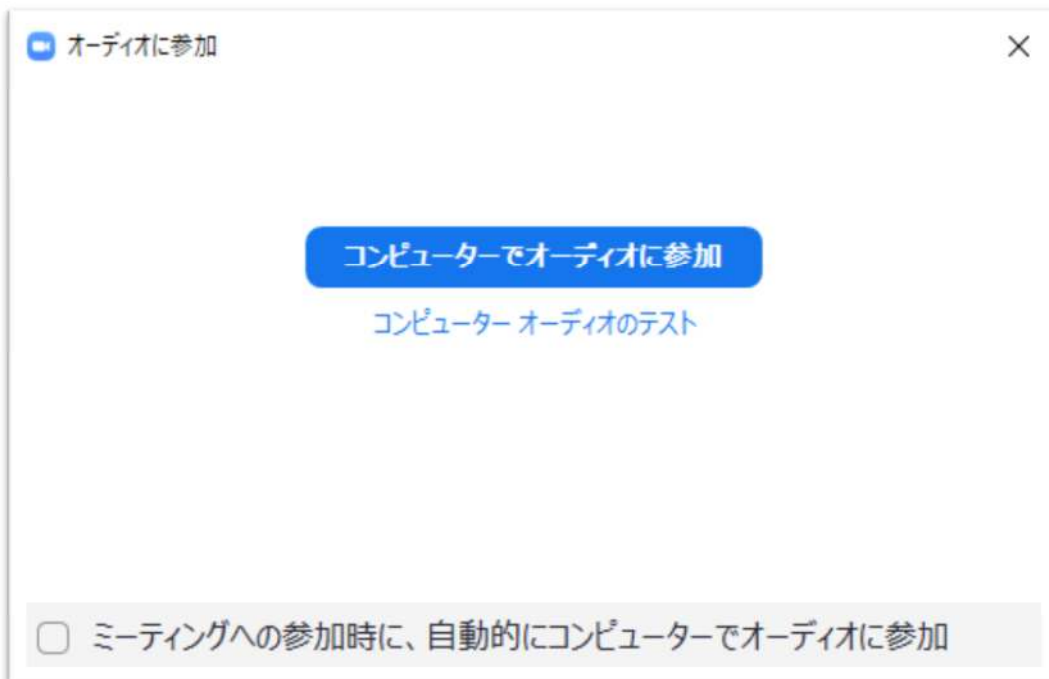 オーディオに参加
コンピューターでオーディオに参加
コンピューター オーディオのテスト
ミーティングへの参加時に、自動的にコンピューターでオーディオに参加